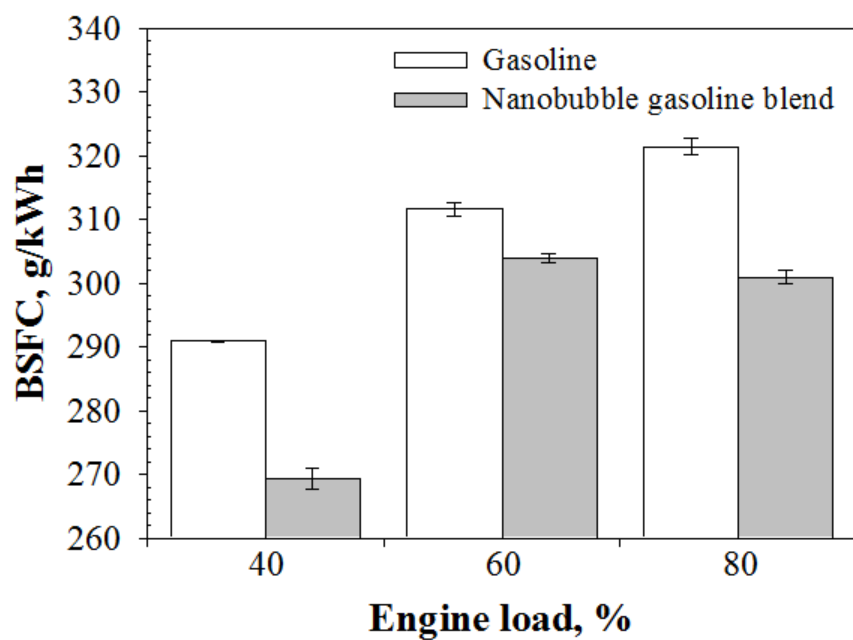 340
330
320
310
300
290
280
270
260
BSFC, g/kWh
Gasoline
Nanobubble gasoline blend
40 60 80
Engine load, %